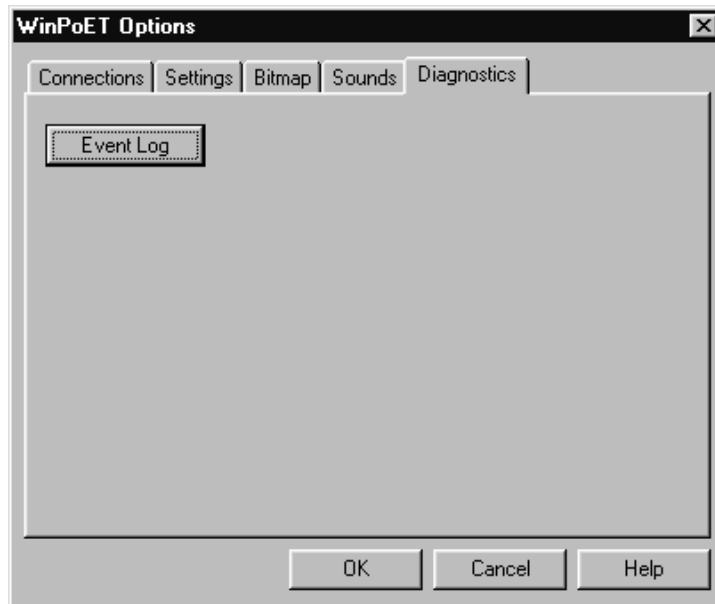 WinPoET Options
Connections Settings Bitmap Sounds Diagnostics
Event Log
OK Cancel Help